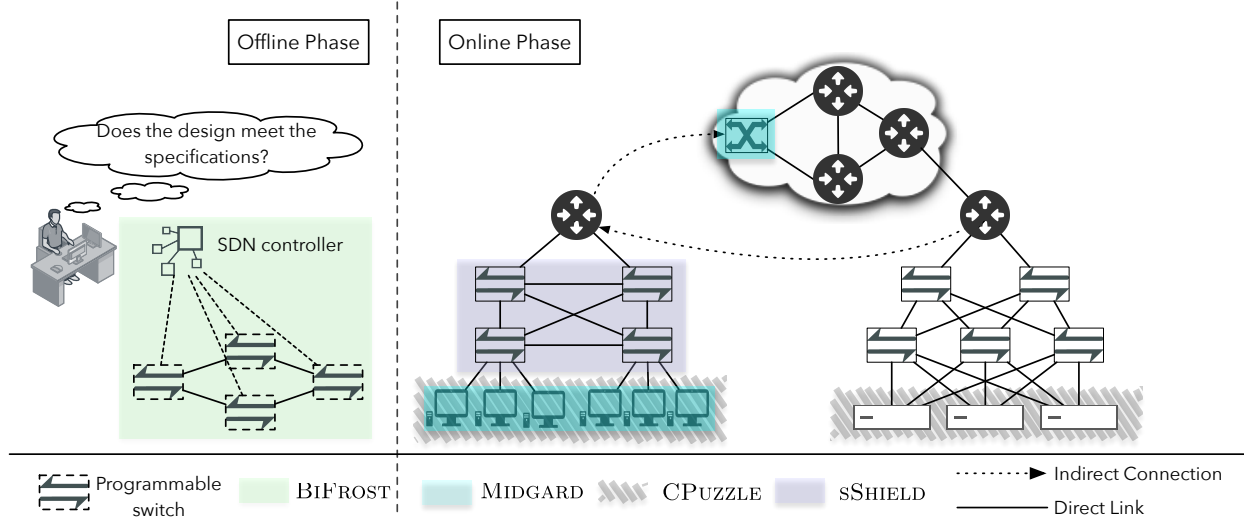 Offline Phase
Online Phase
Does the design meet the
specifications?
SDN controller
Programmable
switch
BiFrost
Midgard
CPuzzle
sShield
Indirect Connection
Direct Link